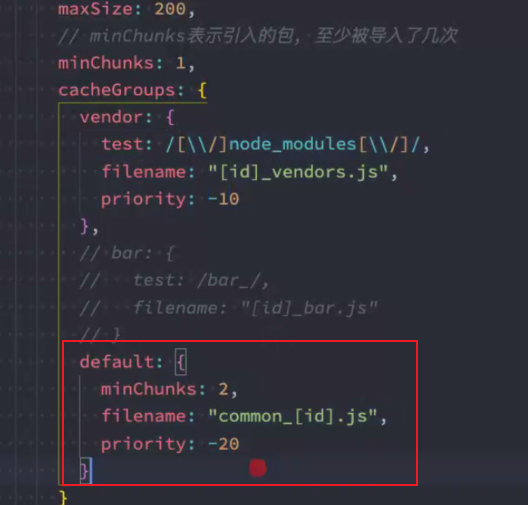 maxSize: 200,
// minChunks表示引入的包，至少被导入了几次
minChunks: 1,
cacheGroups: {
vendor: {
test: /[\\/]node_modules[\\/]/,
filename: "[id]_vendors.js",
priority: -10
},
// bar: {
//   test: /bar_/,
//   filename: "[id]_bar.js"
// }
default: {
minChunks: 2,
filename: "common_[id].js",
priority: -20
}
}